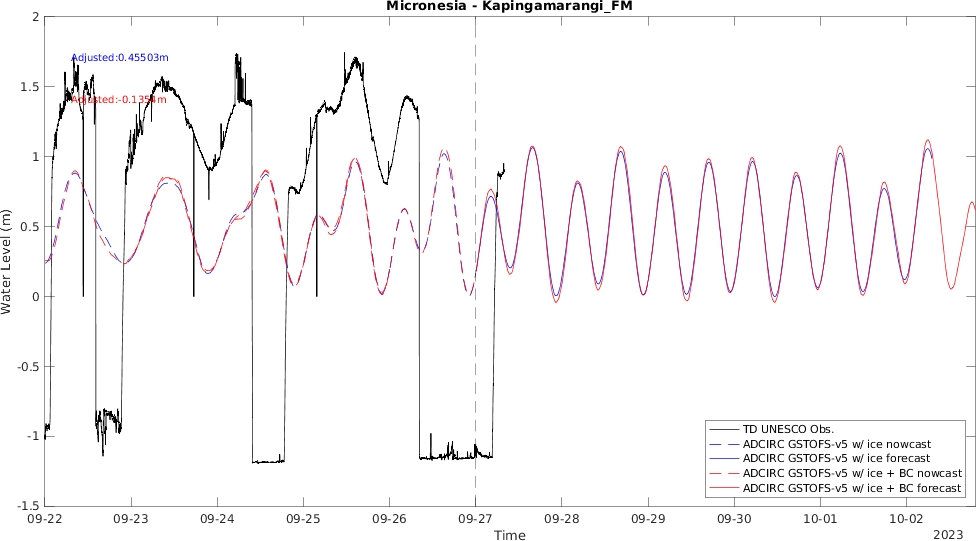 Micronesia - Kapingamarangi_FM
Adjusted:0.45503m
Adjusted:-0.1354m
Water Level (m)
2
1.5
1
0.5
0
-0.5
-1
-1.5
TD UNESCO Obs.
ADCIRC GSTOFS-v5 w/ ice nowcast
ADCIRC GSTOFS-v5 w/ ice forecast
ADCIRC GSTOFS-v5 w/ ice + BC nowcast
ADCIRC GSTOFS-v5 w/ ice + BC forecast
09-22 09-23 09-24 09-25 09-26 09-27 09-28 09-29 09-30 10-01 10-02
Time
2023